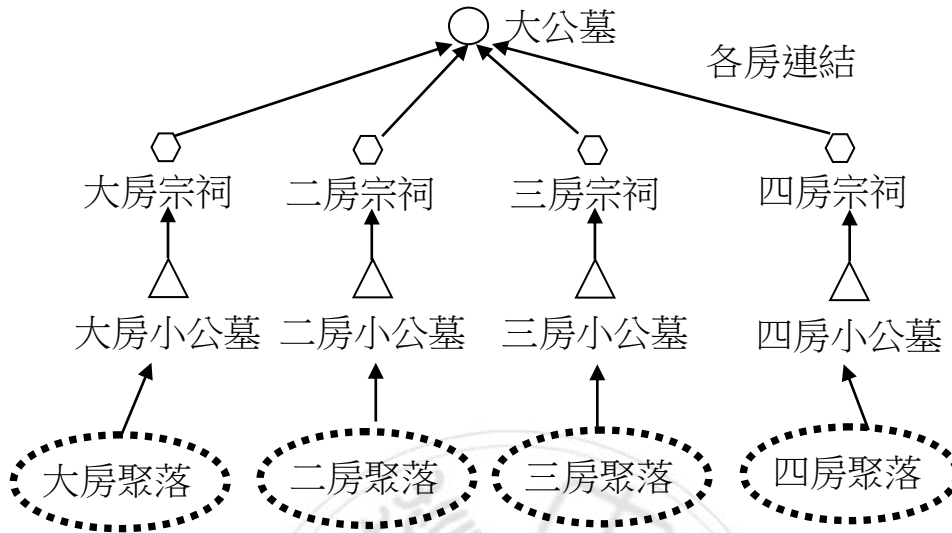 大公墓
各房連結
大房宗祠 二房宗祠 三房宗祠 四房宗祠
大房小公墓 二房小公墓 三房小公墓 四房小公墓
大房聚落 二房聚落 三房聚落 四房聚落